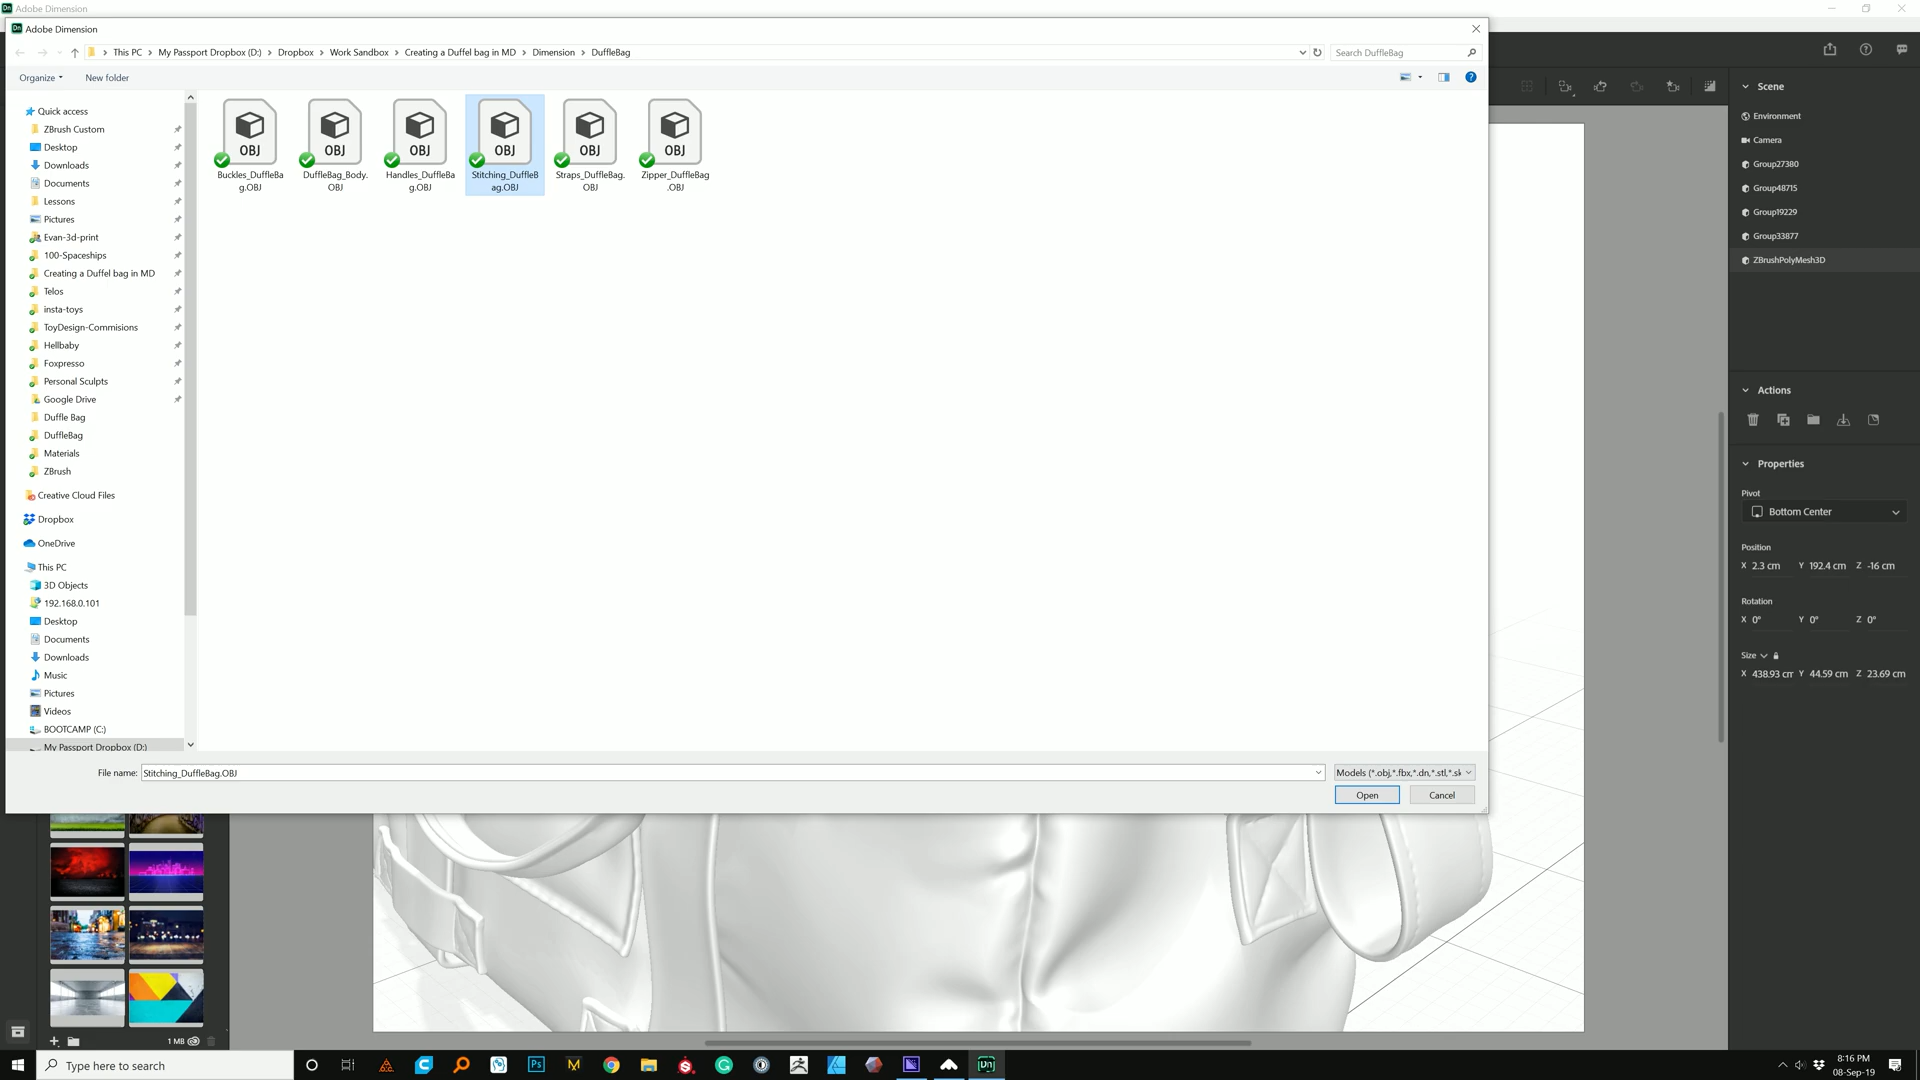 Adobe Dimension
Adobe Dimension
This PC > My Passport Dropbox (D:) > Dropbox > Work Sandbox > Creating a Duffel bag in MD > Dimension > DuffleBag
Search DuffleBag
Organize
New folder
Quick access
ZBrush Custom
Desktop
Downloads
Documents
Lessons
Pictures
Evan-3d-print
100-Spaceships
Creating a Duffel bag in MD
Telos
insta-toys
ToyDesign-Commisions
Hellbaby
Foxpresso
Personal Sculpts
Google Drive
Duffle Bag
DuffleBag
Materials
ZBrush
Creative Cloud Files
Dropbox
OneDrive
This PC
3D Objects
192.168.0.101
Desktop
Documents
Downloads
Music
Pictures
Videos
BOOTCAMP (C:)
My Passport Dropbox (D:)
OBJ
Buckles_DuffleBa
g.OBJ
OBJ
DuffleBag_Body.
OBJ
OBJ
Handles_DuffleBa
g.OBJ
OBJ
Stitching_DuffleB
ag.OBJ
OBJ
Straps_DuffleBag.
OBJ
OBJ
Zipper_DuffleBag
.OBJ
File name: Stitching_DuffleBag.OBJ
Models (*.obj,*.fbx,*.dn,*.stl,*.sk
Open
Cancel
Scene
Environment
Camera
Group27380
Group48715
Group19229
Group33877
ZBrushPolyMesh3D
Actions
Properties
Pivot
Bottom Center
Position
X 2.3 cm Y 192.4 cm Z -16 cm
Rotation
X 0° Y 0° Z 0°
Size
X 438.93 cm Y 44.59 cm Z 23.69 cm
1 MB
Type here to search
Ps
Dn
8:16 PM
08-Sep-19